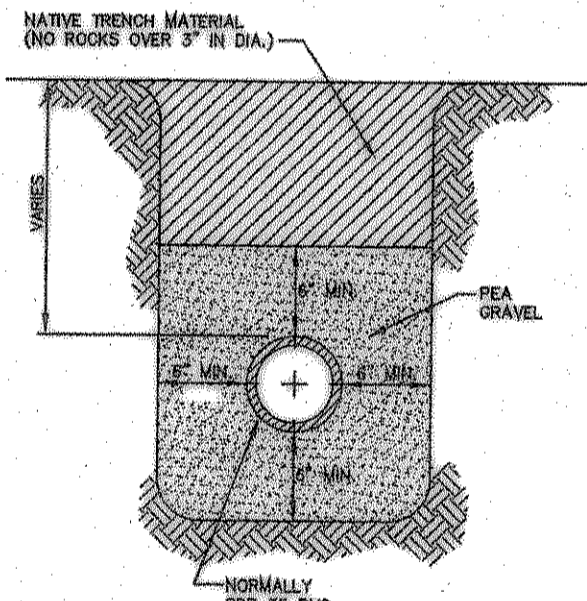 NATIVE TRENCH MATERIAL
(NO ROCKS OVER 3" IN DIA.)
VARIES
6" MIN.
PEA
GRAVEL
6" MIN.
6" MIN.
6" MIN.
NORMALLY